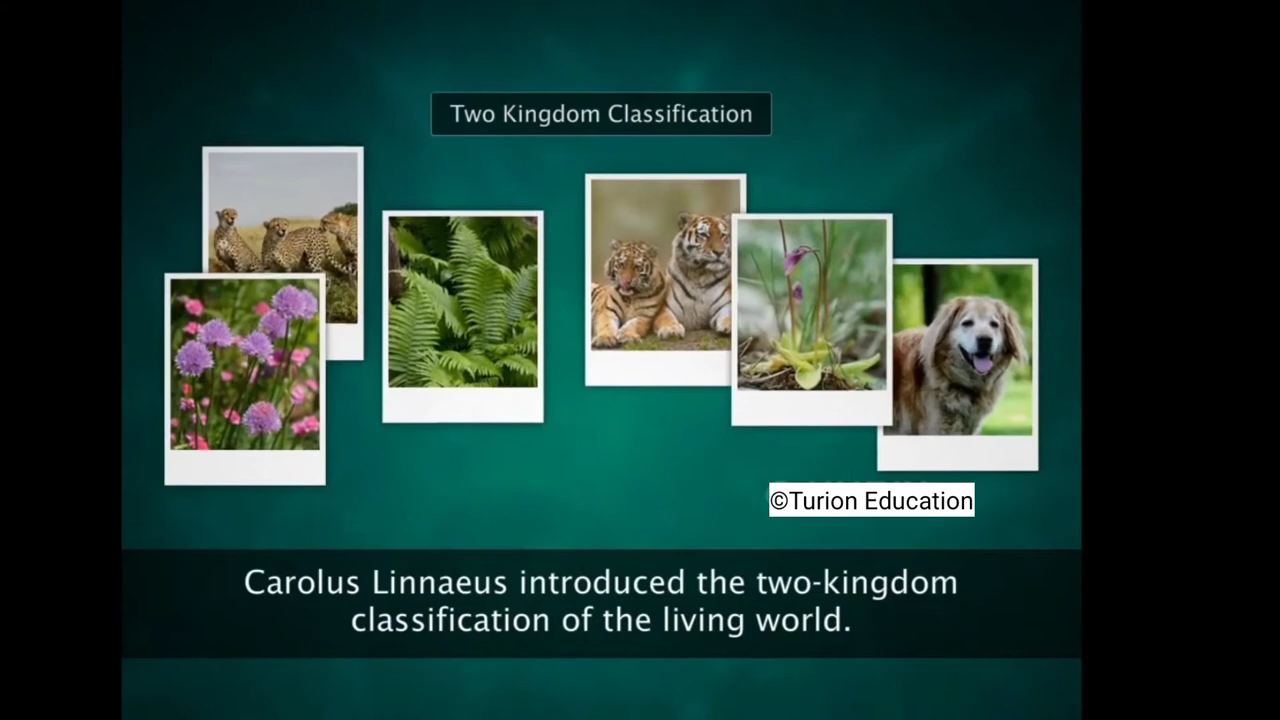 Two Kingdom Classification
©Turion Education
Carolus Linnaeus introduced the two-kingdom
classification of the living world.